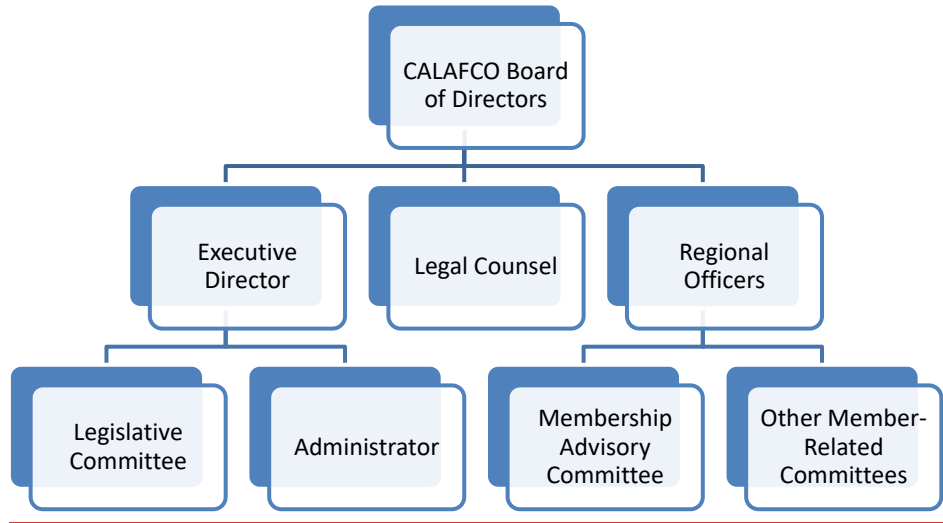 CALAFCO Board
of Directors
Executive
Director
Legal Counsel
Regional
Officers
Legislative
Committee
Administrator
Membership
Advisory
Committee
Other Member-
Related
Committees